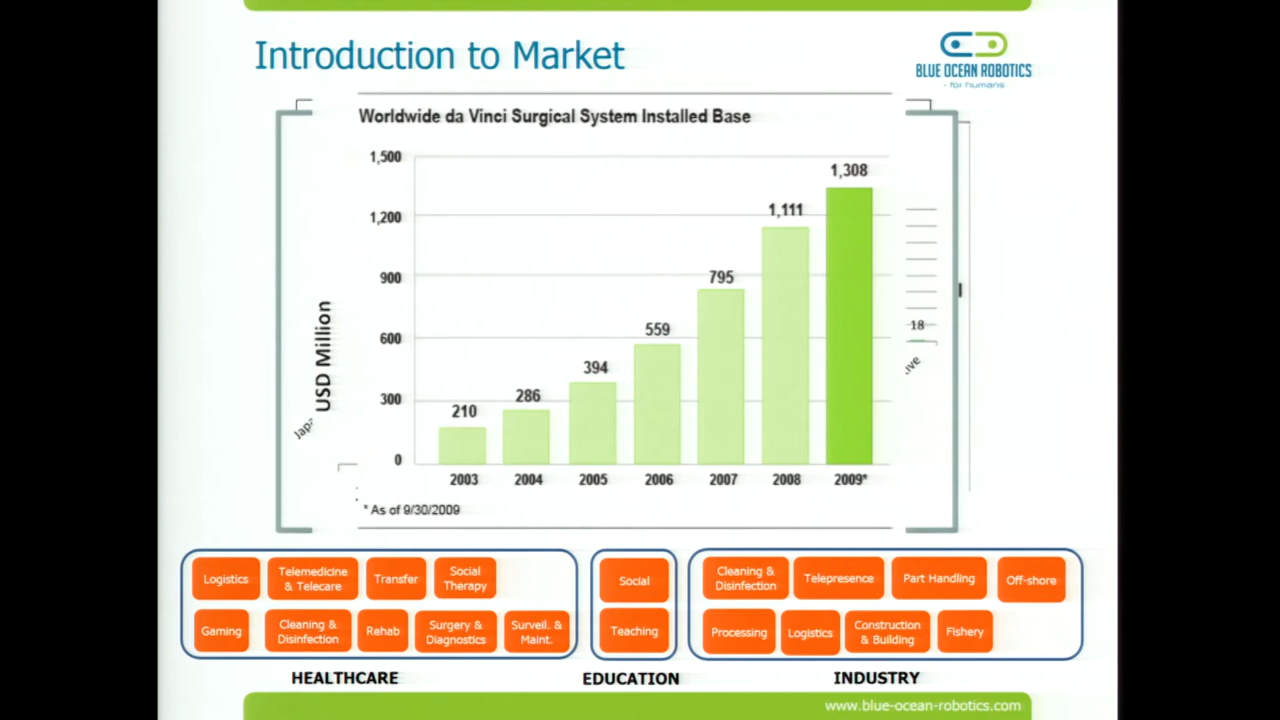 Introduction to Market
BLUE OCEAN ROBOTICS
- for humans
Worldwide da Vinci Surgical System Installed Base
1,500
1,200
900
600
300
0
USD Million
210
286
394
559
795
1,111
1,308
18
2003 2004 2005 2006 2007 2008 2009*
* As of 9/30/2009
Logistics
Telemedicine
& Telecare
Transfer
Social
Therapy
Gaming
Cleaning &
Disinfection
Rehab
Surgery &
Diagnostics
Surveil. &
Maint.
HEALTHCARE
Social
Teaching
EDUCATION
Cleaning &
Disinfection
Telepresence
Part Handling
Off-shore
Processing
Logistics
Construction
& Building
Fishery
INDUSTRY
www.blue-ocean-robotics.com